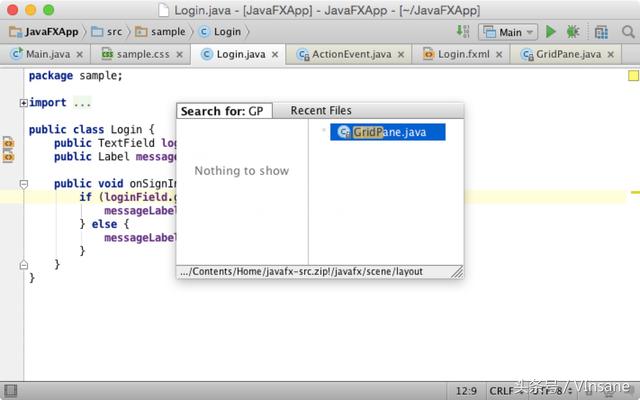 Login.java - [JavaFXApp] - JavaFXApp - [~/JavaFXApp]
JavaFXApp src sample Login Main
Main.java sample.css Login.java ActionEvent.java Login.fxml GridPane.java
package sample;
import ...
public class Login {
public TextField lo
public Label message
public void onSignIn
if (loginField.g
messageLabel
} else {
messageLabel
}
}
}
Search for: GP Recent Files
GridPane.java
Nothing to show
.../Contents/Home/javafx-src.zip!/javafx/scene/layout
12:9 CRLF UTF-8
头条号 / VInsane